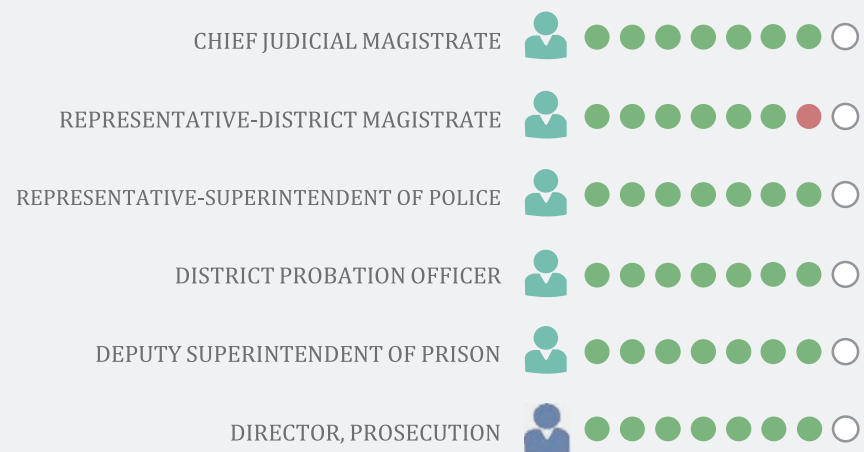 CHIEF JUDICIAL MAGISTRATE
REPRESENTATIVE-DISTRICT MAGISTRATE
REPRESENTATIVE-SUPERINTENDENT OF POLICE
DISTRICT PROBATION OFFICER
DEPUTY SUPERINTENDENT OF PRISON
DIRECTOR, PROSECUTION